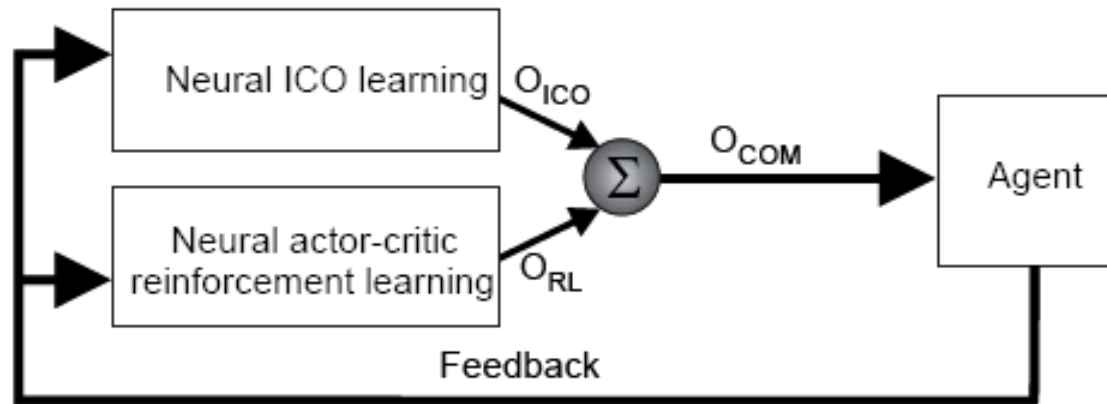 Neural ICO learning
O_ICO
Σ
O_COM
Agent
Neural actor-critic
reinforcement learning
O_RL
Feedback